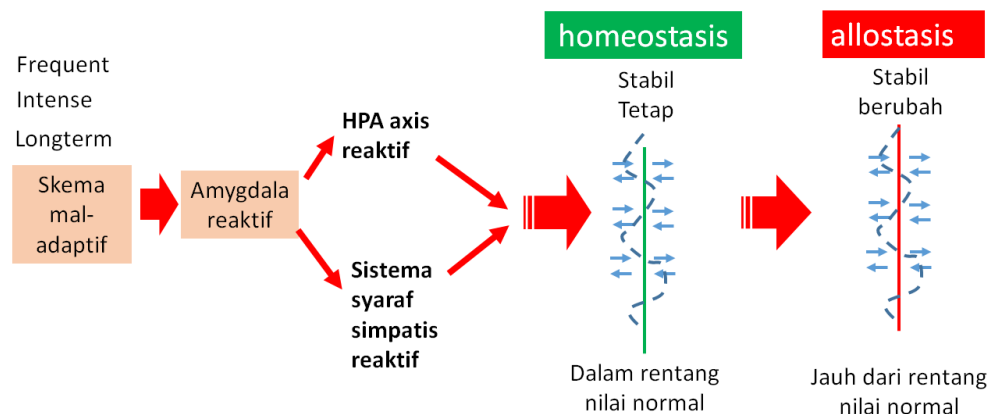 Frequent
Intense
Longterm
Skema
mal-
adaptif
Amygdala
reaktif
HPA axis
reaktif
Sistema
syaraf
simpatis
reaktif
homeostasis
Stabil
Tetap
Dalam rentang
nilai normal
allostasis
Stabil
berubah
Jauh dari rentang
nilai normal